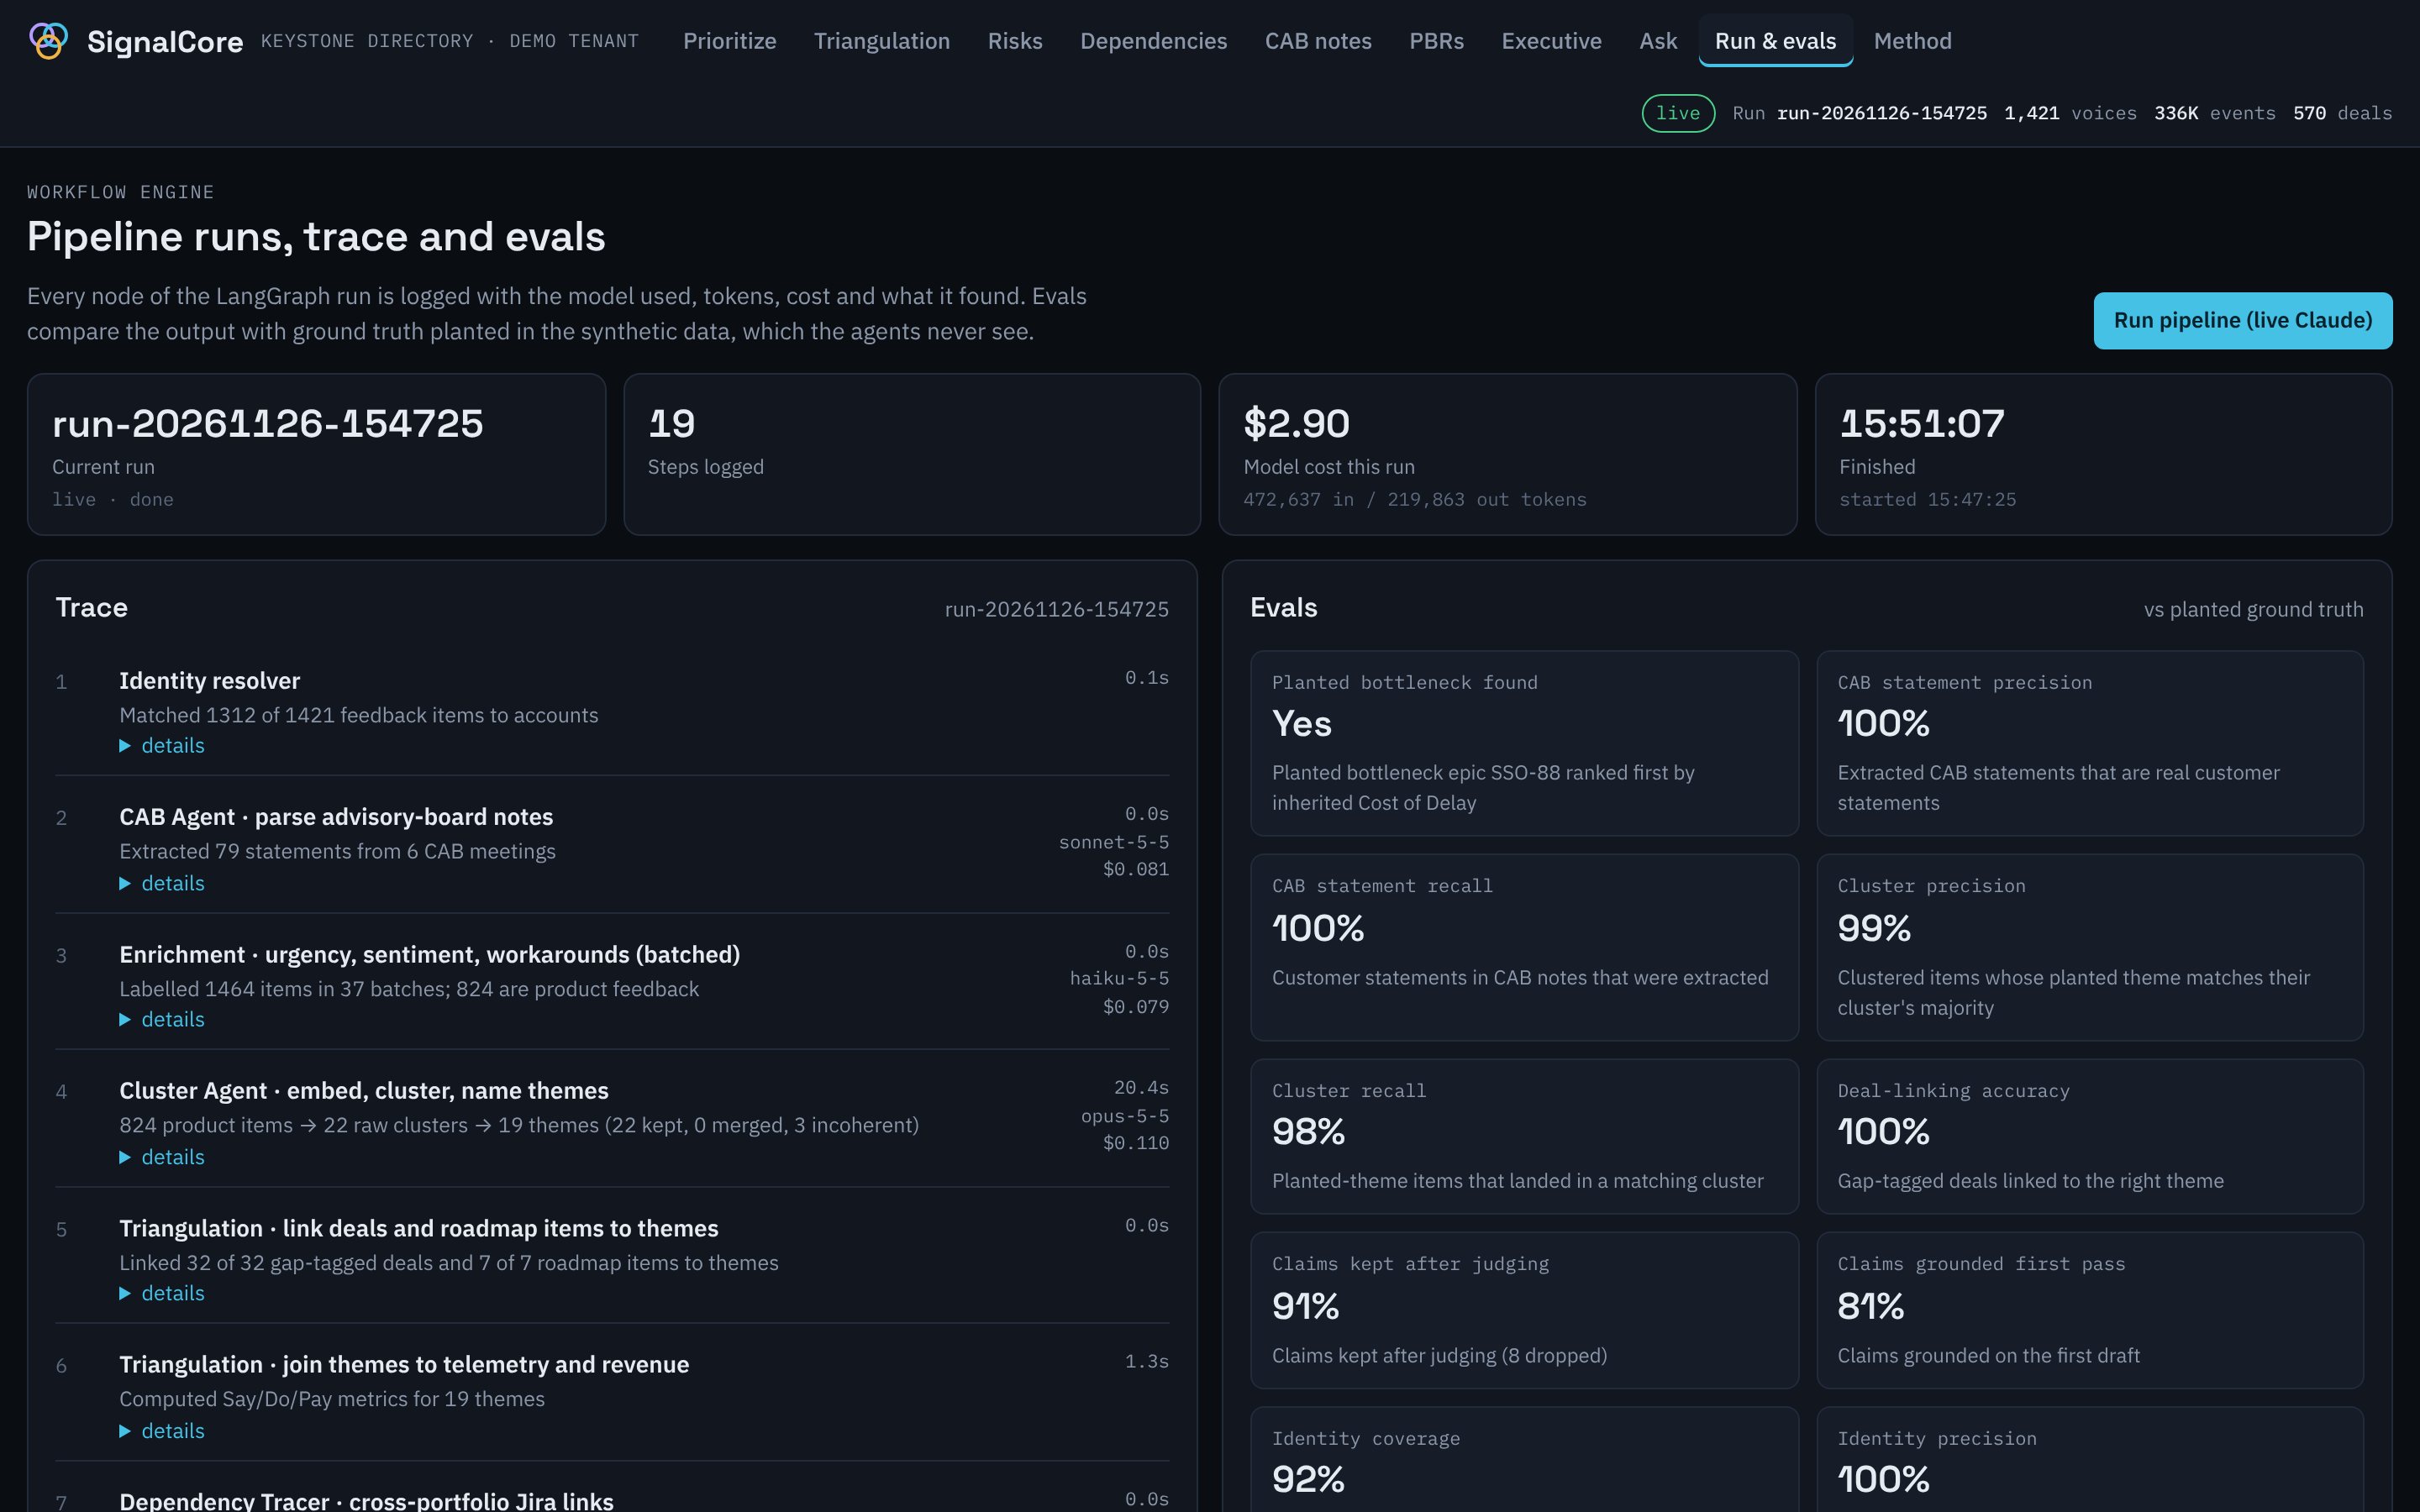 SignalCore KEYSTONE DIRECTORY · DEMO TENANT Prioritize Triangulation Risks Dependencies CAB notes PBRs Executive Ask Run & evals Method
live Run run-20261126-154725 1,421 voices 336K events 570 deals
WORKFLOW ENGINE
Pipeline runs, trace and evals
Every node of the LangGraph run is logged with the model used, tokens, cost and what it found. Evals
compare the output with ground truth planted in the synthetic data, which the agents never see.
Run pipeline (live Claude)
run-20261126-154725
Current run
live · done
19
Steps logged
$2.90
Model cost this run
472,637 in / 219,863 out tokens
15:51:07
Finished
started 15:47:25
Trace run-20261126-154725
1 Identity resolver 0.1s
Matched 1312 of 1421 feedback items to accounts
▶ details
2 CAB Agent · parse advisory-board notes 0.0s
sonnet-5-5
Extracted 79 statements from 6 CAB meetings
$0.081
▶ details
3 Enrichment · urgency, sentiment, workarounds (batched) 0.0s
haiku-5-5
Labelled 1464 items in 37 batches; 824 are product feedback
$0.079
▶ details
4 Cluster Agent · embed, cluster, name themes 20.4s
opus-5-5
824 product items → 22 raw clusters → 19 themes (22 kept, 0 merged, 3 incoherent)
$0.110
▶ details
5 Triangulation · link deals and roadmap items to themes 0.0s
Linked 32 of 32 gap-tagged deals and 7 of 7 roadmap items to themes
▶ details
6 Triangulation · join themes to telemetry and revenue 1.3s
Computed Say/Do/Pay metrics for 19 themes
▶ details
7 Dependency Tracer · cross-portfolio Jira links 0.0s
Evals vs planted ground truth
Planted bottleneck found
Yes
Planted bottleneck epic SSO-88 ranked first by
inherited Cost of Delay
CAB statement precision
100%
Extracted CAB statements that are real customer
statements
CAB statement recall
100%
Customer statements in CAB notes that were extracted
Cluster precision
99%
Clustered items whose planted theme matches their
cluster's majority
Cluster recall
98%
Planted-theme items that landed in a matching cluster
Deal-linking accuracy
100%
Gap-tagged deals linked to the right theme
Claims kept after judging
91%
Claims kept after judging (8 dropped)
Claims grounded first pass
81%
Claims grounded on the first draft
Identity coverage
92%
Identity precision
100%